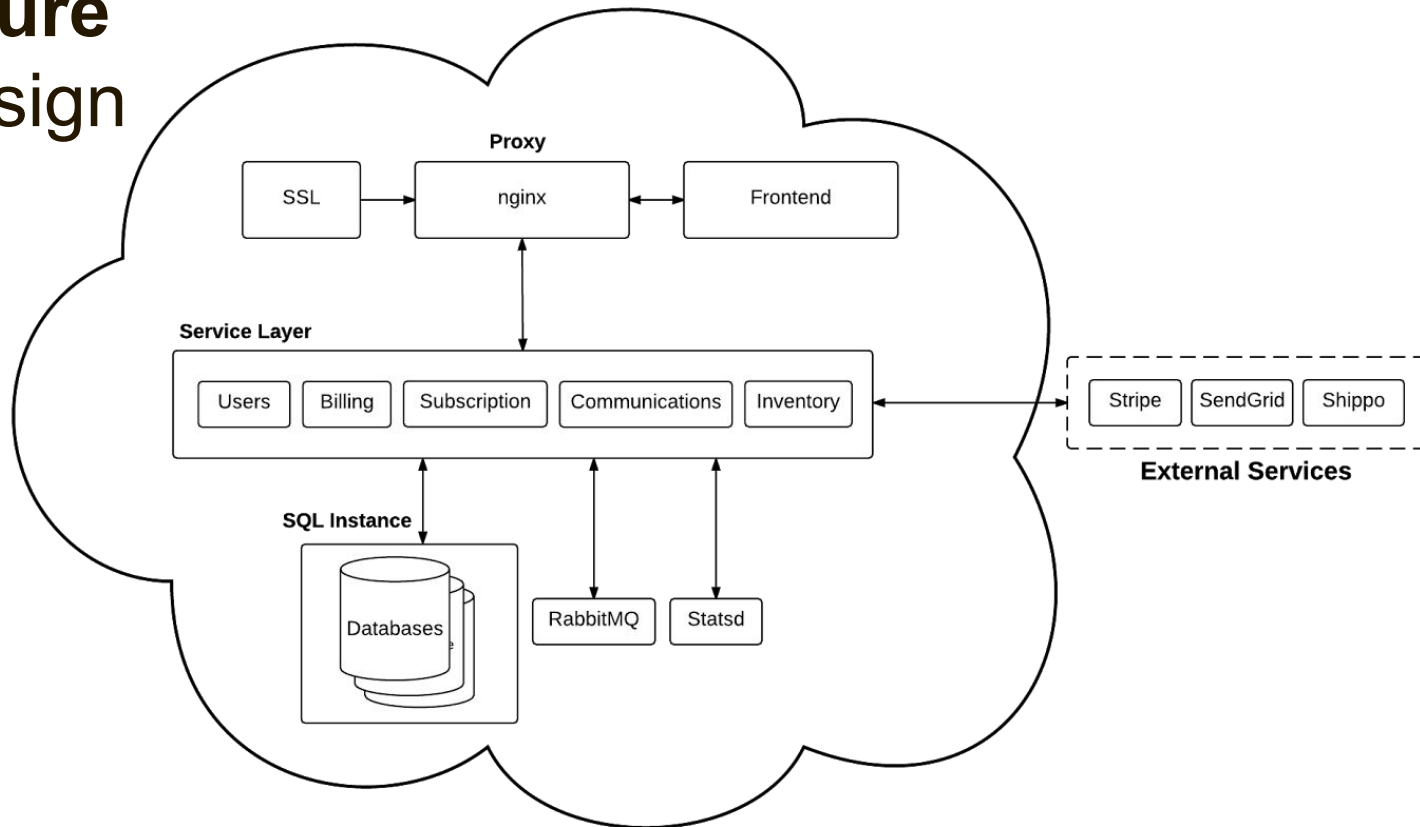 ure
sign
Proxy
SSL
nginx
Frontend
Service Layer
Users
Billing
Subscription
Communications
Inventory
Stripe
SendGrid
Shippo
External Services
SQL Instance
Databases
e
RabbitMQ
Statsd